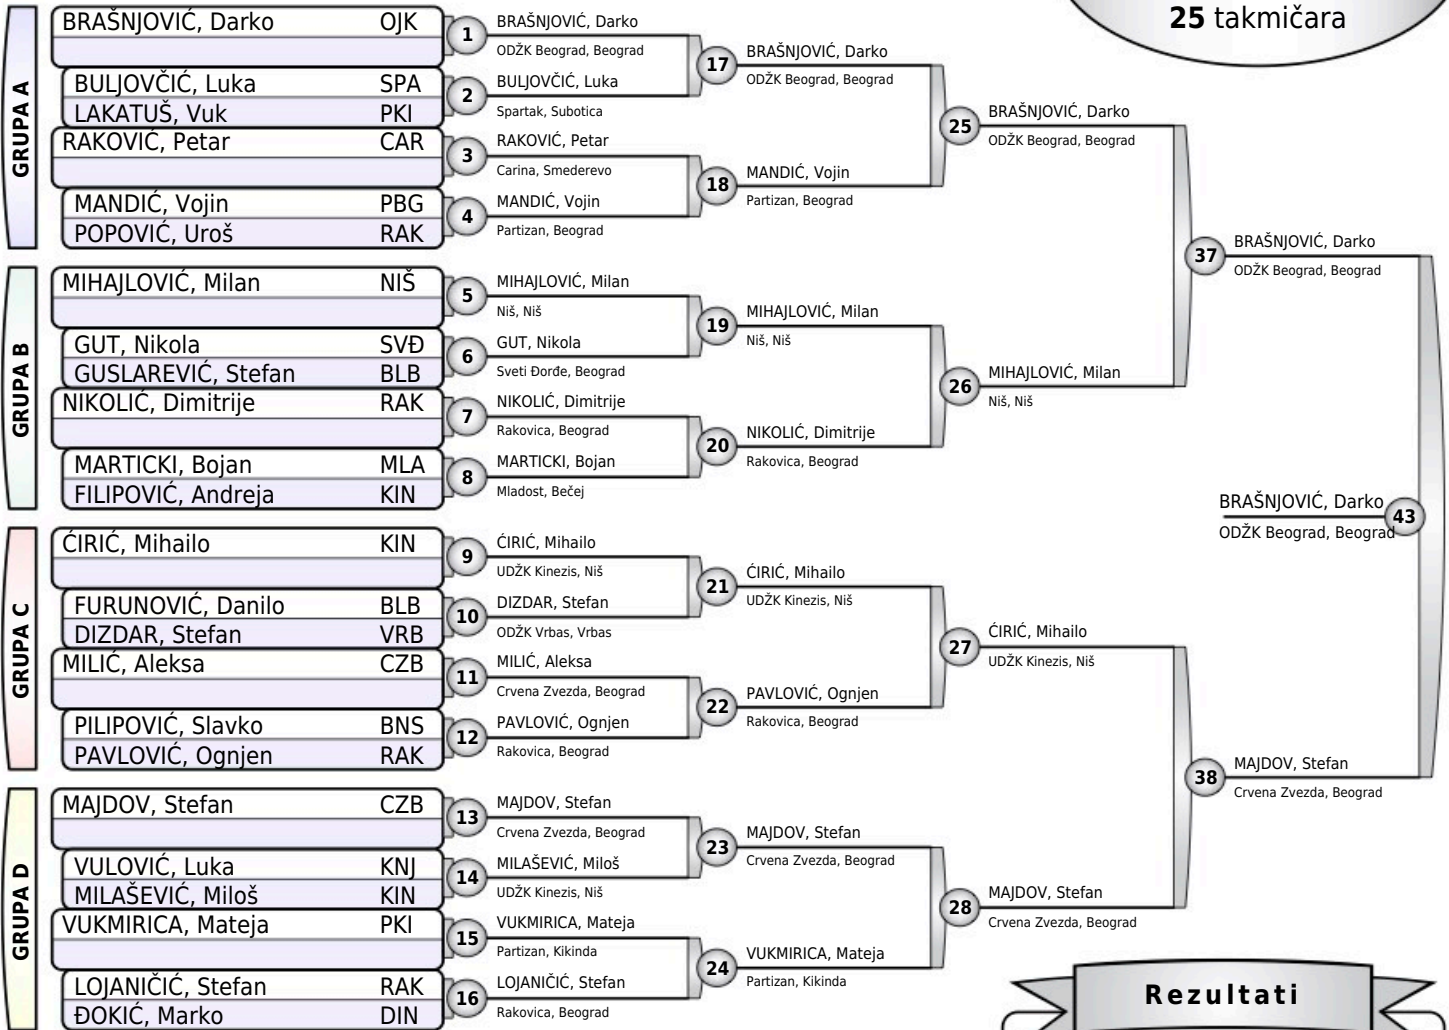 25 takmičara
GRUPA A
BRAŠNJOVIĆ, Darko OJK
BULJOVČIĆ, Luka SPA
LAKATUŠ, Vuk PKI
RAKOVIĆ, Petar CAR
MANDIĆ, Vojin PBG
POPOVIĆ, Uroš RAK
GRUPA B
MIHAJLOVIĆ, Milan NIŠ
GUT, Nikola SVĐ
GUSLAREVIĆ, Stefan BLB
NIKOLIĆ, Dimitrije RAK
MARTICKI, Bojan MLA
FILIPOVIĆ, Andreja KIN
GRUPA C
ĆIRIĆ, Mihailo KIN
FURUNOVIĆ, Danilo BLB
DIZDAR, Stefan VRB
MILIĆ, Aleksa CZB
PILIPOVIĆ, Slavko BNS
PAVLOVIĆ, Ognjen RAK
GRUPA D
MAJDOV, Stefan CZB
VULOVIĆ, Luka KNJ
MILAŠEVIĆ, Miloš KIN
VUKMIRICA, Mateja PKI
LOJANIČIĆ, Stefan RAK
ĐOKIĆ, Marko DIN
1
BRAŠNJOVIĆ, Darko
ODŽK Beograd, Beograd
2
BULJOVČIĆ, Luka
Spartak, Subotica
3
RAKOVIĆ, Petar
Carina, Smederevo
4
MANDIĆ, Vojin
Partizan, Beograd
5
MIHAJLOVIĆ, Milan
Niš, Niš
6
GUT, Nikola
Sveti Đorđe, Beograd
7
NIKOLIĆ, Dimitrije
Rakovica, Beograd
8
MARTICKI, Bojan
Mladost, Bečej
9
ĆIRIĆ, Mihailo
UDŽK Kinezis, Niš
10
DIZDAR, Stefan
ODŽK Vrbas, Vrbas
11
MILIĆ, Aleksa
Crvena Zvezda, Beograd
12
PAVLOVIĆ, Ognjen
Rakovica, Beograd
13
MAJDOV, Stefan
Crvena Zvezda, Beograd
14
MILAŠEVIĆ, Miloš
UDŽK Kinezis, Niš
15
VUKMIRICA, Mateja
Partizan, Kikinda
16
LOJANIČIĆ, Stefan
Rakovica, Beograd
17
BRAŠNJOVIĆ, Darko
ODŽK Beograd, Beograd
18
MANDIĆ, Vojin
Partizan, Beograd
19
MIHAJLOVIĆ, Milan
Niš, Niš
20
NIKOLIĆ, Dimitrije
Rakovica, Beograd
21
ĆIRIĆ, Mihailo
UDŽK Kinezis, Niš
22
PAVLOVIĆ, Ognjen
Rakovica, Beograd
23
MAJDOV, Stefan
Crvena Zvezda, Beograd
24
VUKMIRICA, Mateja
Partizan, Kikinda
25
BRAŠNJOVIĆ, Darko
ODŽK Beograd, Beograd
26
MIHAJLOVIĆ, Milan
Niš, Niš
27
ĆIRIĆ, Mihailo
UDŽK Kinezis, Niš
28
MAJDOV, Stefan
Crvena Zvezda, Beograd
37
BRAŠNJOVIĆ, Darko
ODŽK Beograd, Beograd
38
MAJDOV, Stefan
Crvena Zvezda, Beograd
BRAŠNJOVIĆ, Darko
43
ODŽK Beograd, Beograd
Rezultati